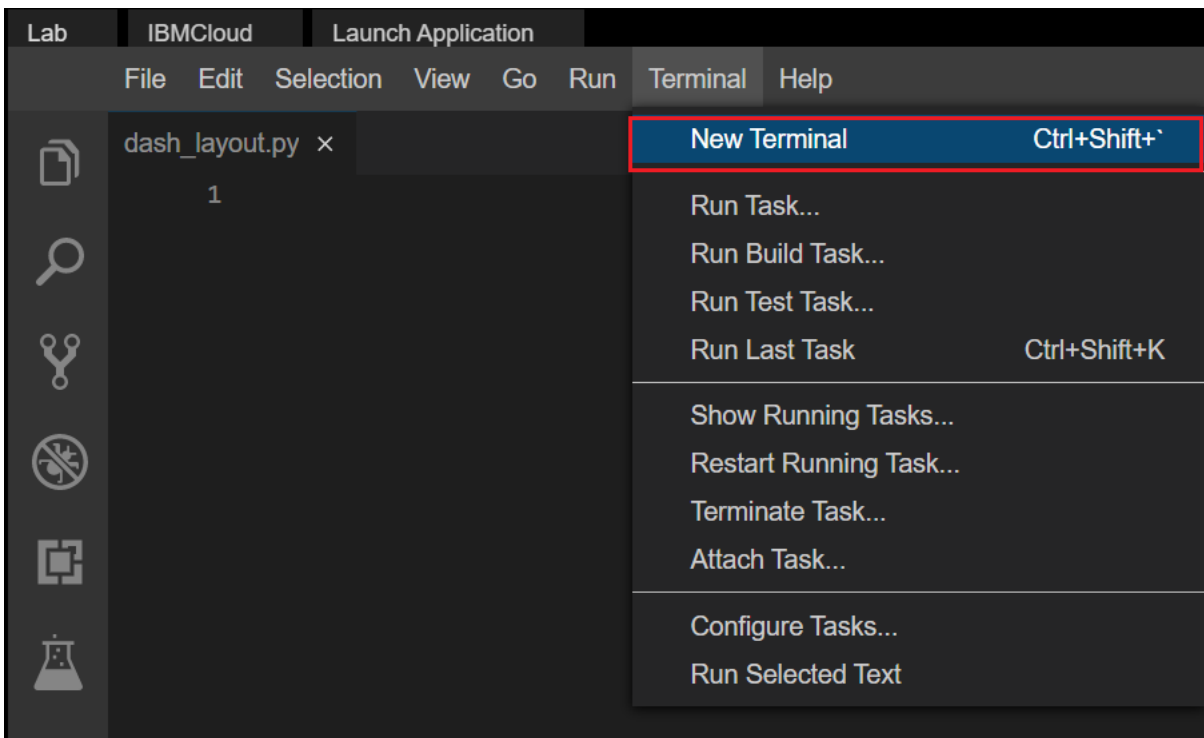 Lab IBMCloud Launch Application
File Edit Selection View Go Run Terminal Help
dash_layout.py ×
1
New Terminal Ctrl+Shift+`
Run Task...
Run Build Task...
Run Test Task...
Run Last Task Ctrl+Shift+K
Show Running Tasks...
Restart Running Task...
Terminate Task...
Attach Task...
Configure Tasks...
Run Selected Text